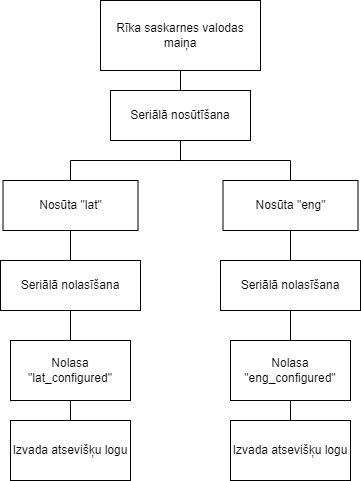 Rīka saskarnes valodas
maiņa
Seriālā nosūtīšana
Nosūta "lat"
Nosūta "eng"
Seriālā nolasīšana
Seriālā nolasīšana
Nolasa
"lat_configured"
Nolasa
"eng_configured"
Izvada atsevišķu logu
Izvada atsevišķu logu